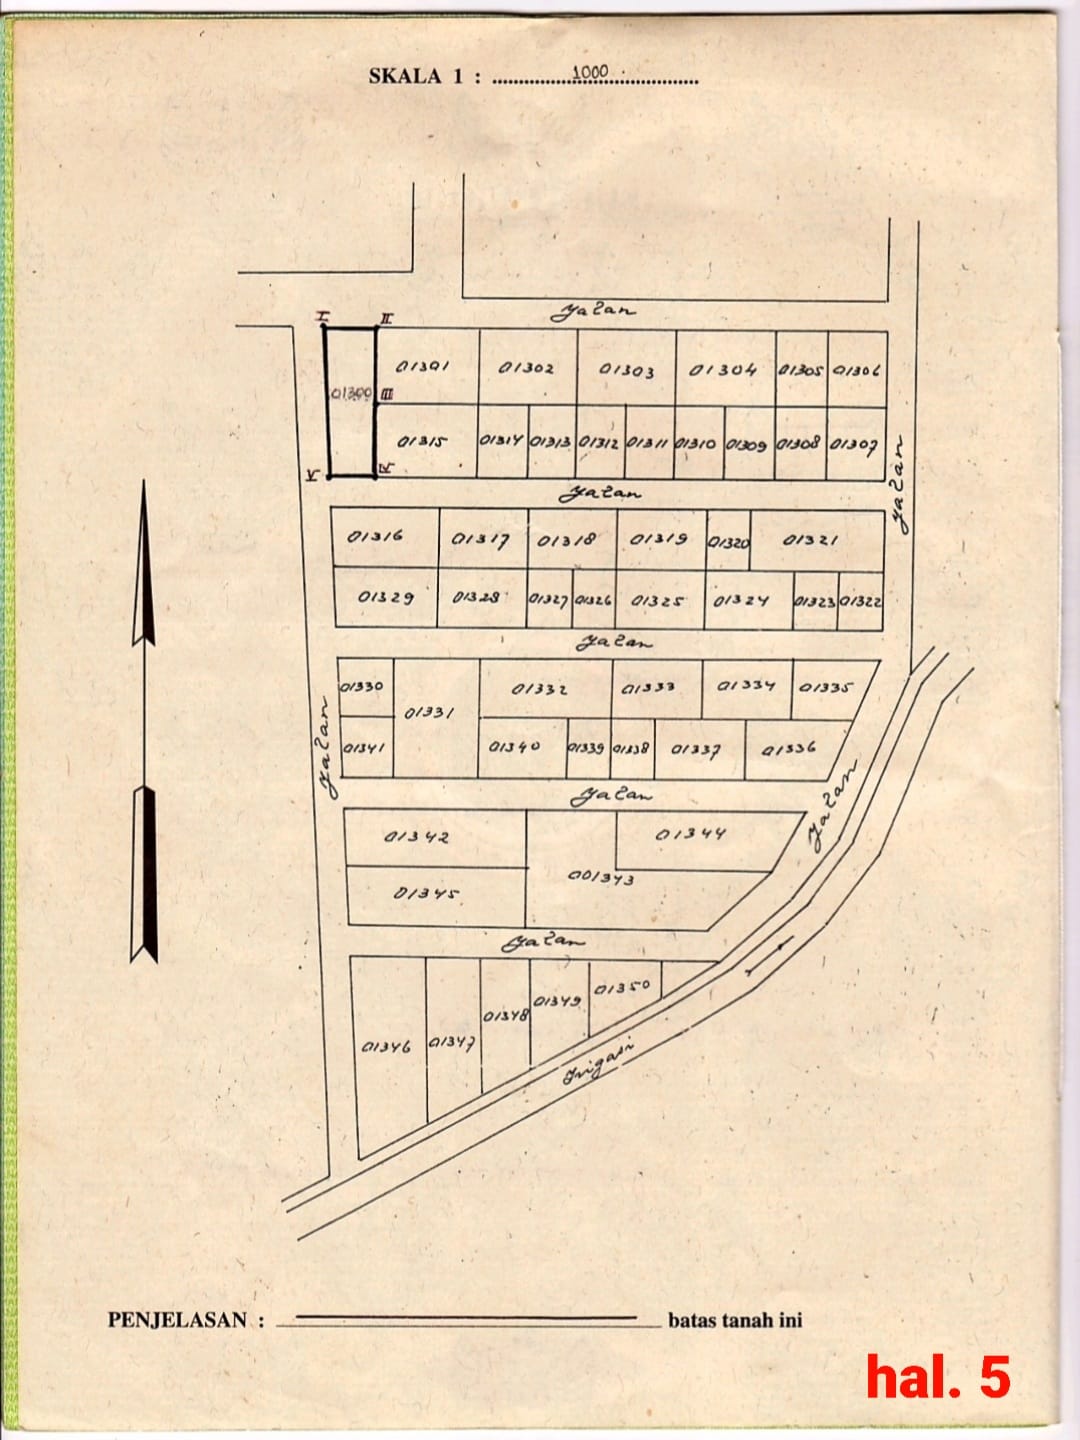 SKALA 1 : 1000
Jalan
I II
01301 01302 01303 01304 01305 01306
01300 III
01315 01314 01313 01312 01311 01310 01309 01308 01307
V IV
Jalan
Jalan
01316 01317 01318 01319 01320 01321
01329 01328 01327 01326 01325 01324 01323 01322
Jalan
01330 01331 01332 01333 01334 01335
01341 01340 01339 01338 01337 01336
Jalan
Jalan
Jalan
01342 001343 01344
01345
Jalan
01346 01347 01348 01349 01350
Irigasi
PENJELASAN : batas tanah ini
hal. 5